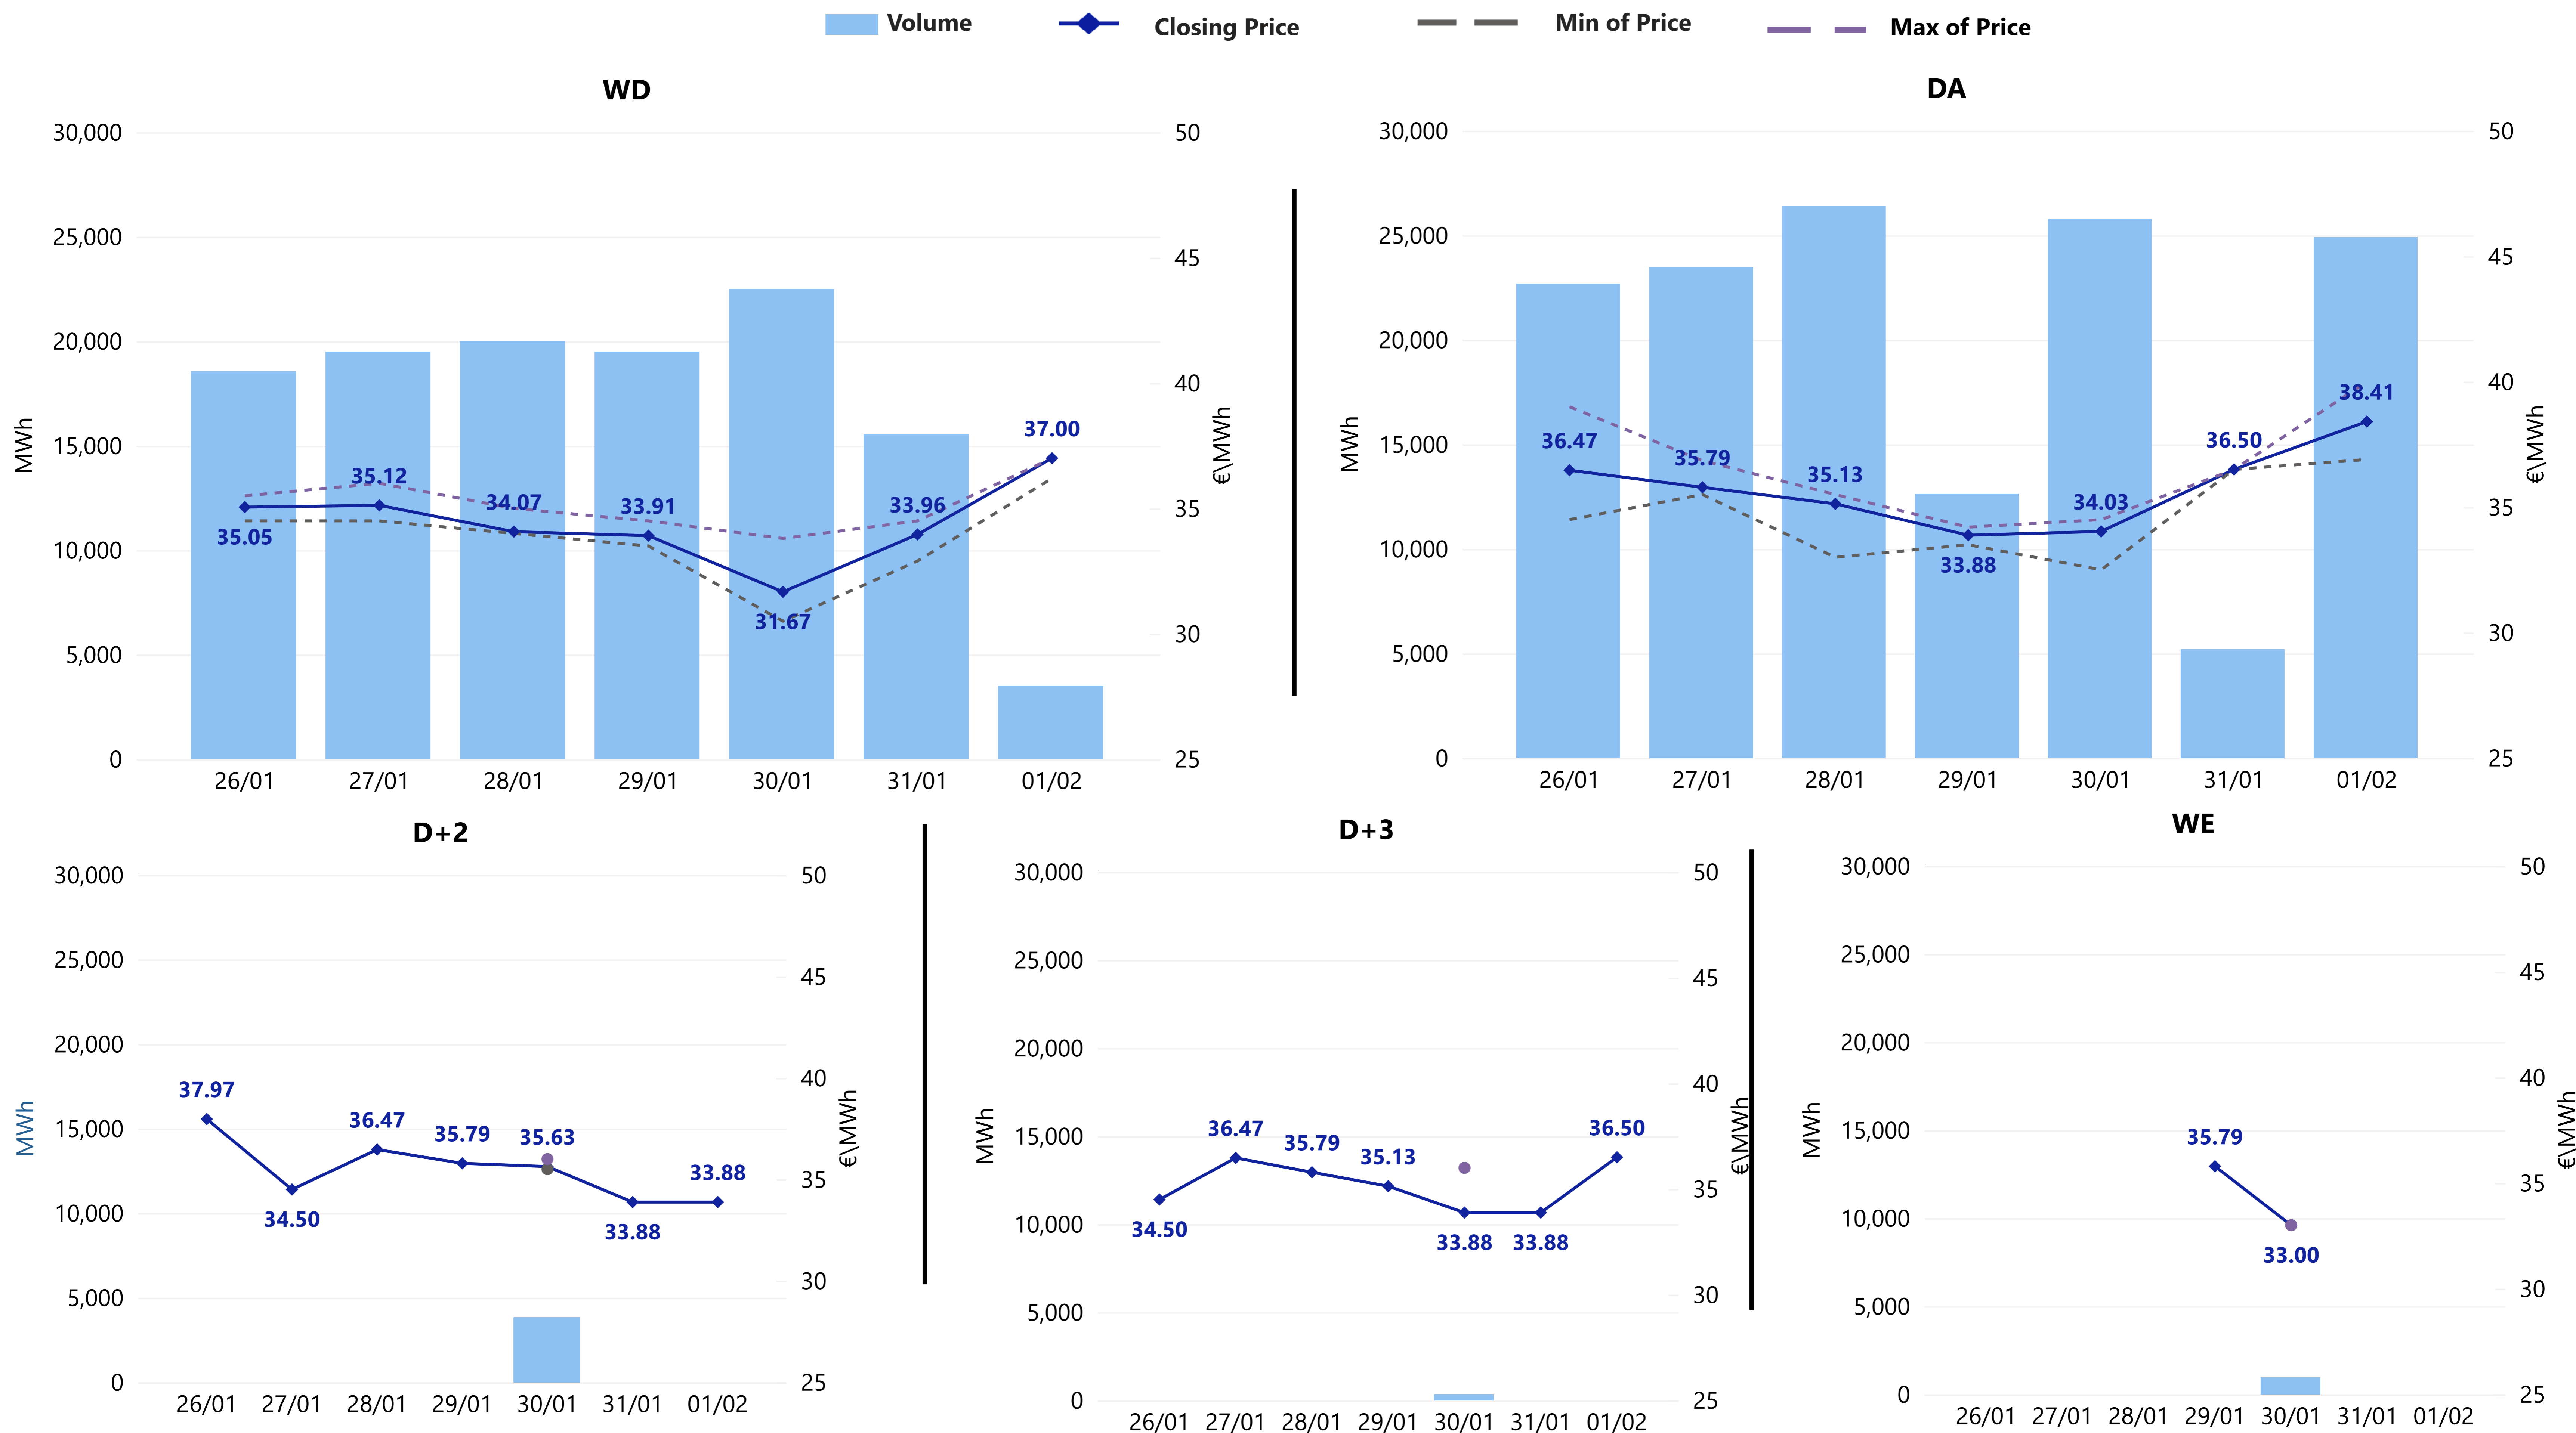 Volume Closing Price Min of Price Max of Price
WD
30,000 50
25,000 45
20,000 40
15,000 35
10,000 30
5,000 25
0
MWh
€\MWh
35.05 35.12 34.07 33.91 31.67 33.96 37.00
26/01 27/01 28/01 29/01 30/01 31/01 01/02
DA
30,000 50
25,000 45
20,000 40
15,000 35
10,000 30
5,000 25
0
MWh
€\MWh
36.47 35.79 35.13 33.88 34.03 36.50 38.41
26/01 27/01 28/01 29/01 30/01 31/01 01/02
D+2
30,000 50
25,000 45
20,000 40
15,000 35
10,000 30
5,000 25
0
MWh
€\MWh
37.97 34.50 36.47 35.79 35.63 33.88 33.88
26/01 27/01 28/01 29/01 30/01 31/01 01/02
D+3
30,000 50
25,000 45
20,000 40
15,000 35
10,000 30
5,000 25
0
MWh
€\MWh
34.50 36.47 35.79 35.13 33.88 33.88 36.50
26/01 27/01 28/01 29/01 30/01 31/01 01/02
WE
30,000 50
25,000 45
20,000 40
15,000 35
10,000 30
5,000 25
0
MWh
€\MWh
35.79 33.00
26/01 27/01 28/01 29/01 30/01 31/01 01/02